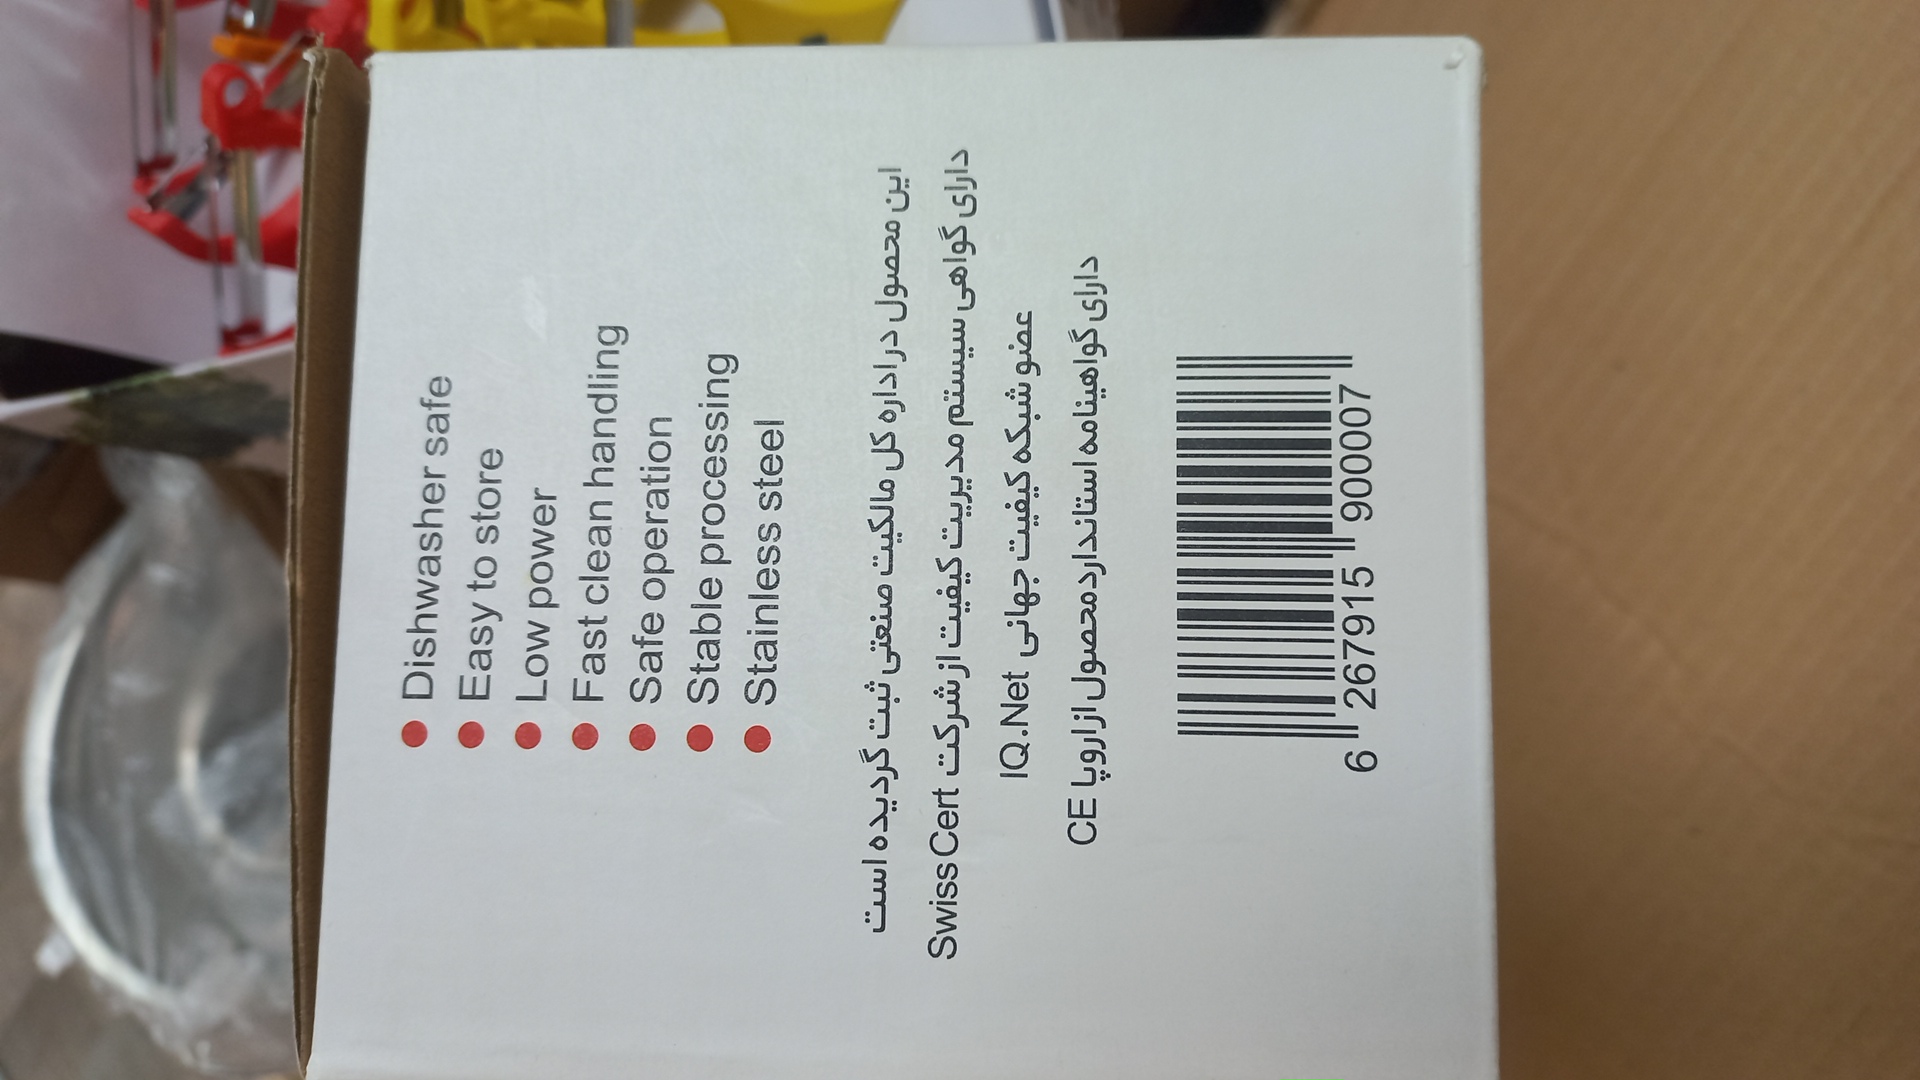 Dishwasher safe
Easy to store
Low power
Fast clean handling
Safe operation
Stable processing
Stainless steel
این محصول در اداره کل مالکیت صنعتی ثبت گردیده است
دارای گواهی سیستم مدیریت کیفیت از شرکت Swiss Cert
عضو شبکه کیفیت جهانی IQ.Net
دارای گواهینامه استاندارد محصول از اروپا CE
6 267915 900007